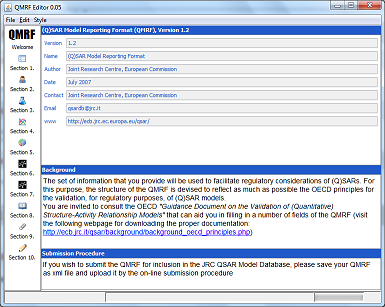 QMRF Editor 0.05
File Edit Style
QMRF
Welcome
Section 1.
Section 2.
Section 3.
Section 4.
Section 5.
Section 6.
Section 7.
Section 8.
Section 9.
Section 10.
(Q)SAR Model Reporting Format (QMRF), Version 1.2
Version 1.2
Name (Q)SAR Model Reporting Format
Author Joint Research Centre, European Commission
Date July 2007
Contact Joint Research Centre, European Commission
Email qsardb@jrc.it
www http://ecb.jrc.ec.europa.eu/qsar/
Background
The set of information that you provide will be used to facilitate regulatory considerations of (Q)SARs. For
this purpose, the structure of the QMRF is devised to reflect as much as possible the OECD principles for
the validation, for regulatory purposes, of (Q)SAR models.
You are invited to consult the OECD "Guidance Document on the Validation of (Quantitative)
Structure-Activity Relationship Models" that can aid you in filling in a number of fields of the QMRF (visit
the following webpage for downloading the proper documentation:
http://ecb.jrc.it/qsar/background/background_oecd_principles.php)
Submission Procedure
If you wish to submit the QMRF for inclusion in the JRC QSAR Model Database, please save your QMRF
as xml file and upload it by the on-line submission procedure